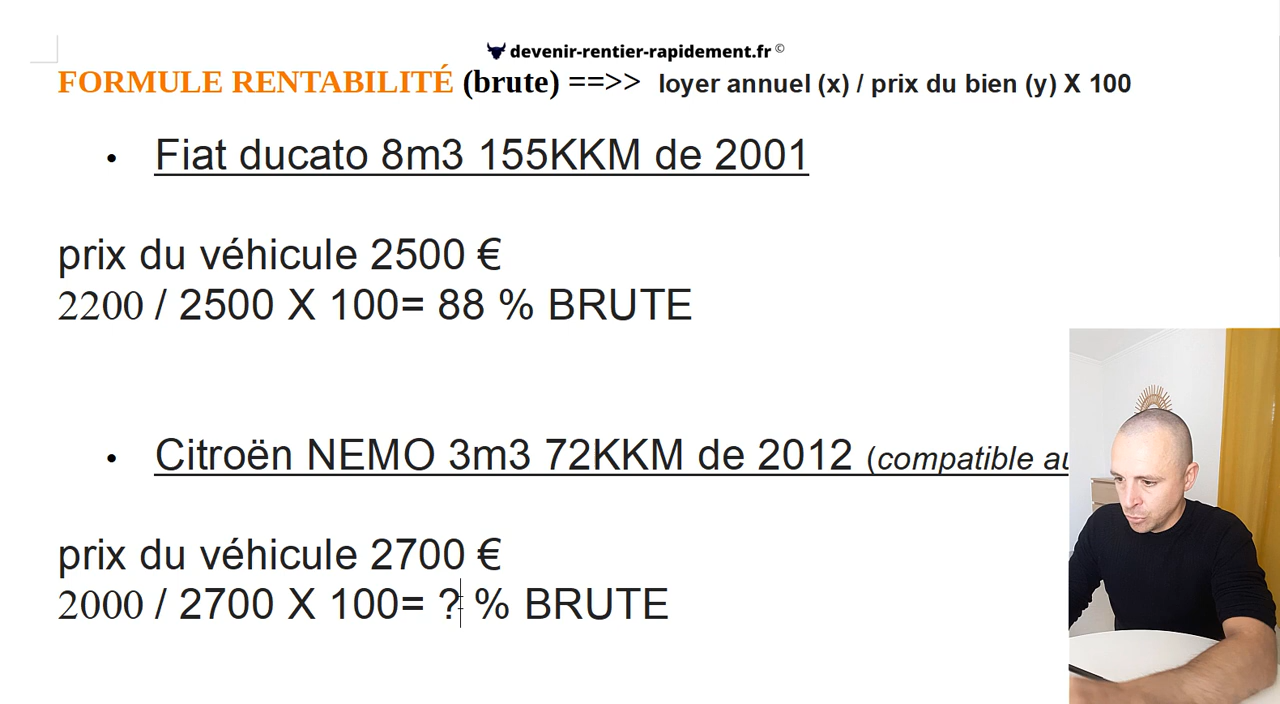 devenir-rentier-rapidement.fr ©
FORMULE RENTABILITÉ (brute) ==>> loyer annuel (x) / prix du bien (y) X 100
• Fiat ducato 8m3 155KKM de 2001
prix du véhicule 2500 €
2200 / 2500 X 100= 88 % BRUTE
• Citroën NEMO 3m3 72KKM de 2012 (compatible
prix du véhicule 2700 €
2000 / 2700 X 100= ? % BRUTE